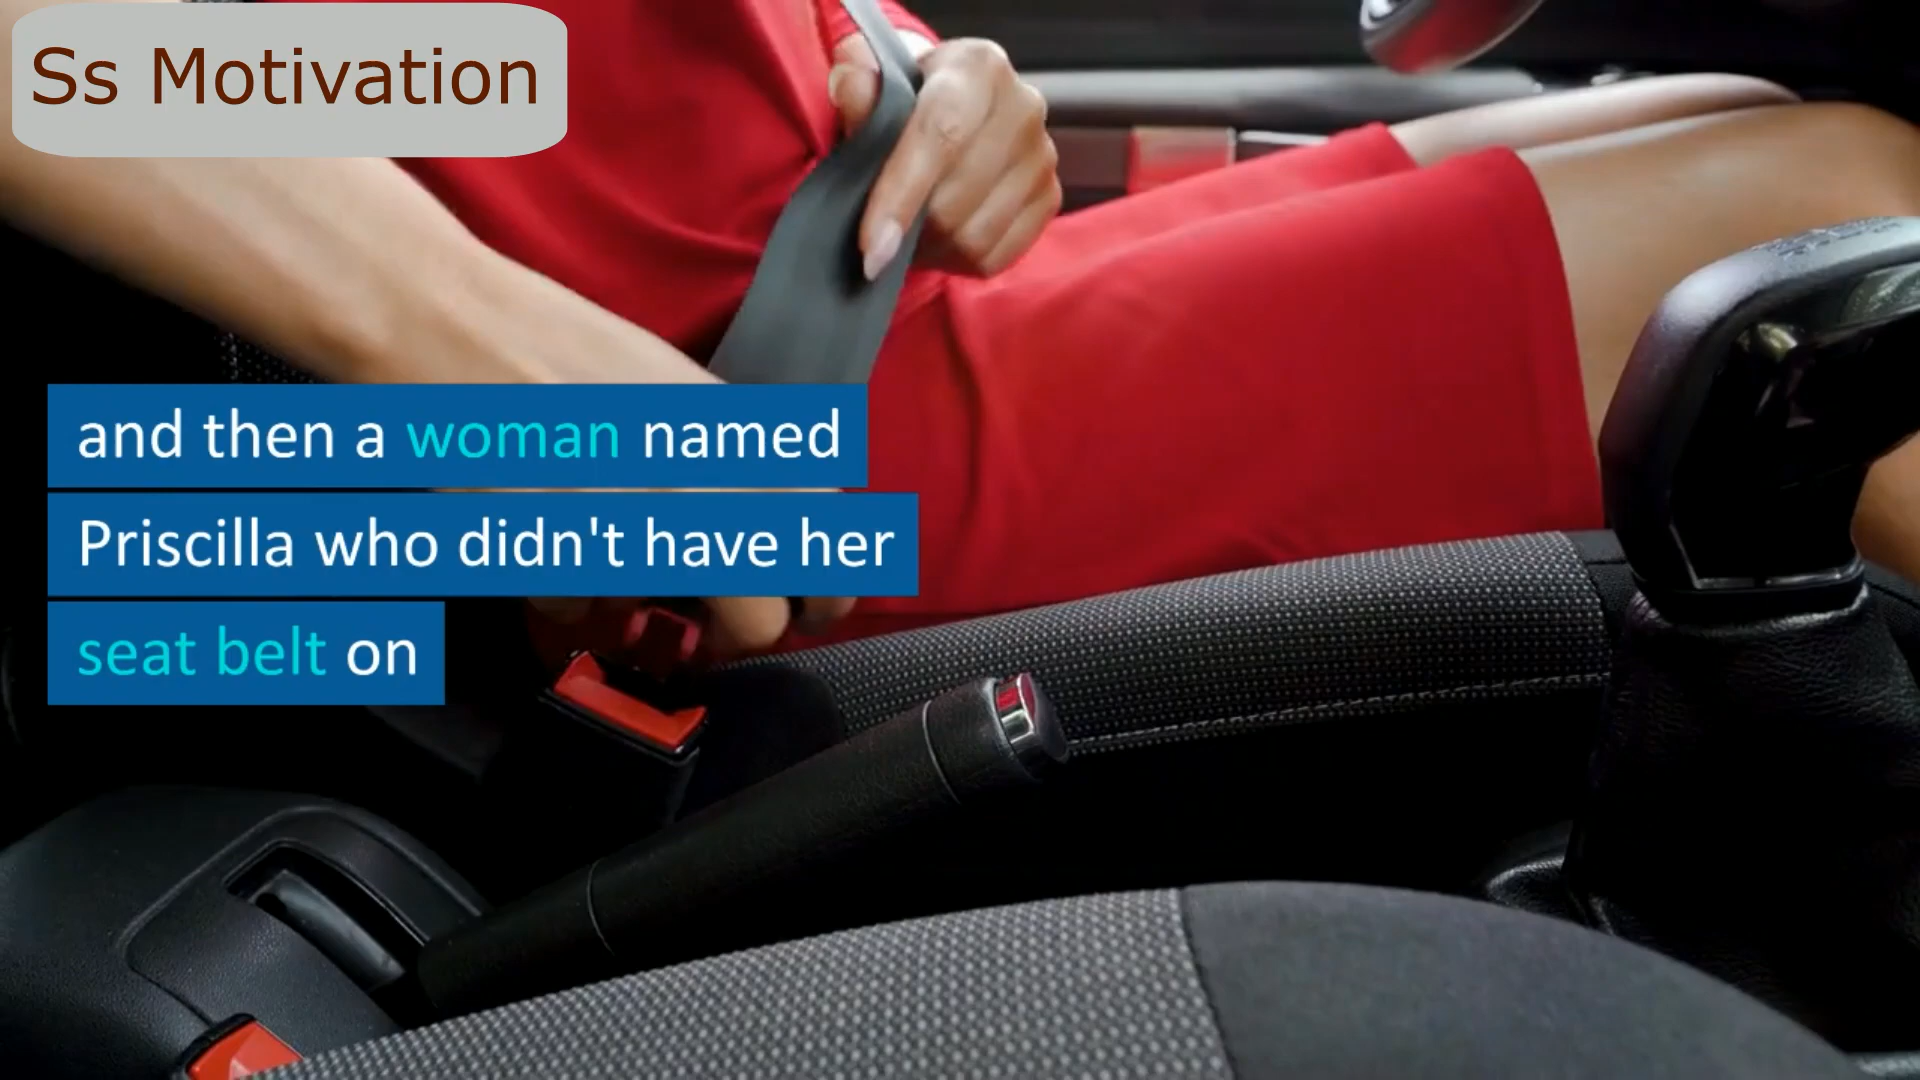 Ss Motivation
and then a woman named
Priscilla who didn't have her
seat belt on